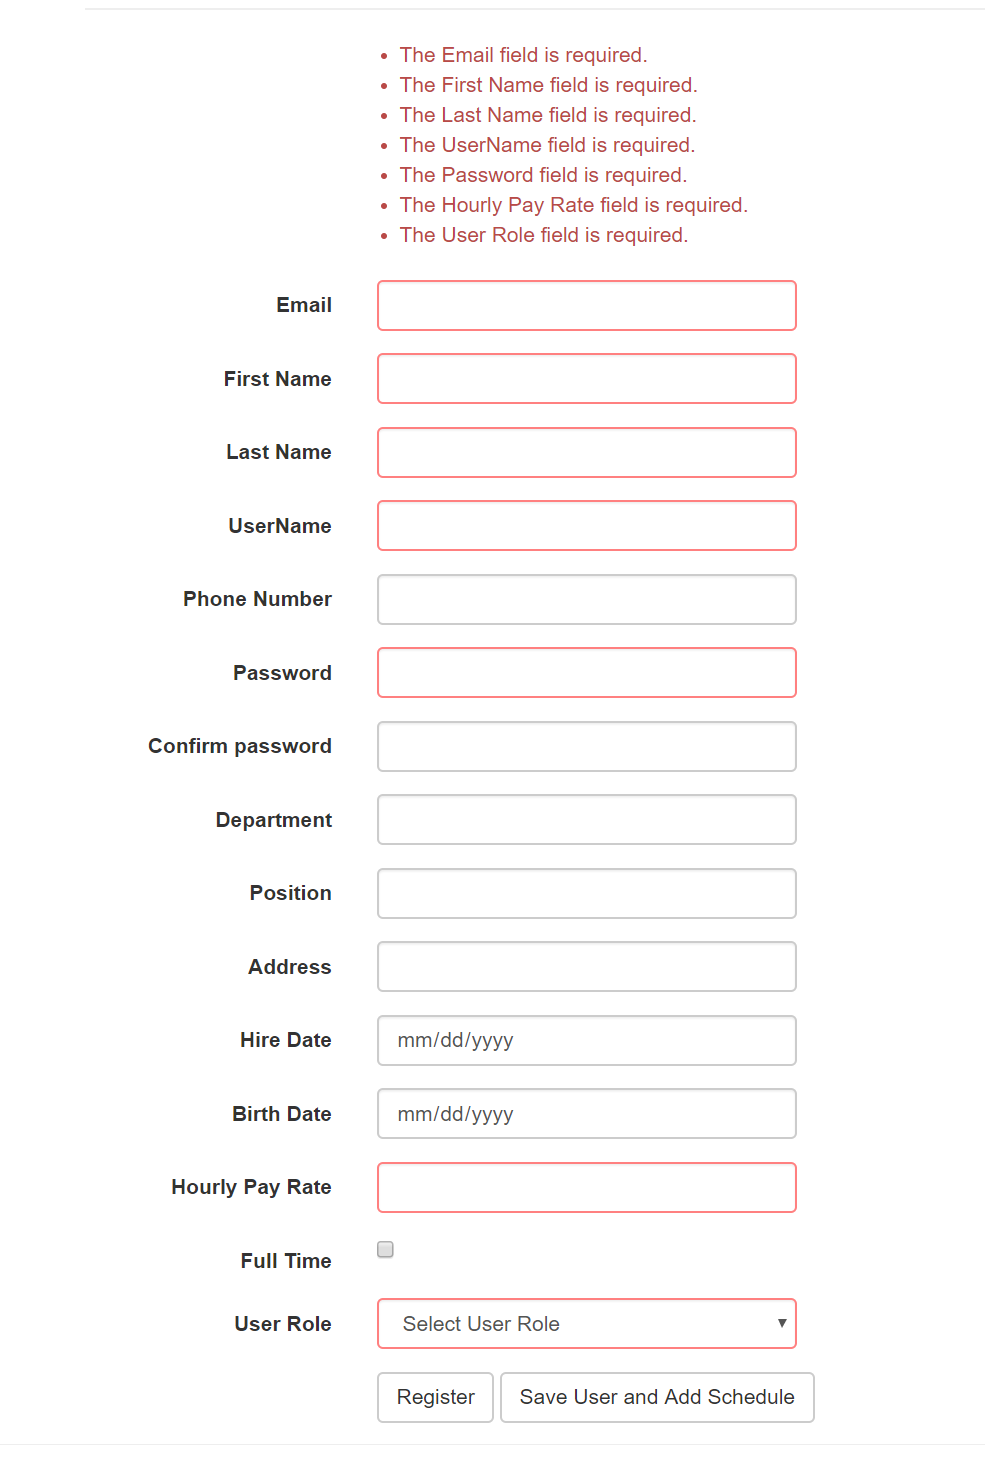 The Email field is required.
The First Name field is required.
The Last Name field is required.
The UserName field is required.
The Password field is required.
The Hourly Pay Rate field is required.
The User Role field is required.
Email
First Name
Last Name
UserName
Phone Number
Password
Confirm password
Department
Position
Address
Hire Date mm/dd/yyyy
Birth Date mm/dd/yyyy
Hourly Pay Rate
Full Time
User Role Select User Role
Register Save User and Add Schedule